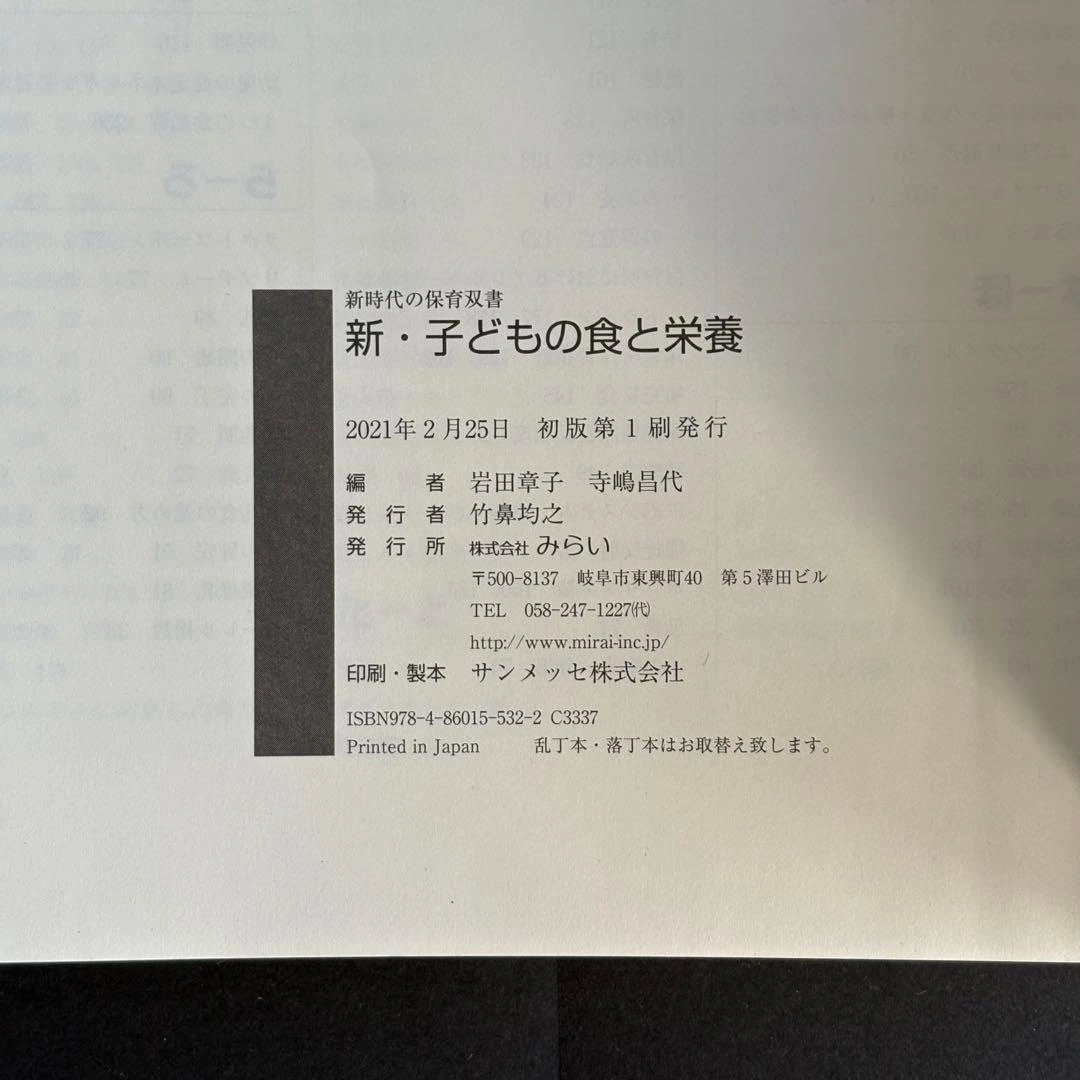 新時代の保育双書
新・子どもの食と栄養
2021年2月25日 初版第1刷発行
編者 岩田章子 寺嶋昌代
発行者 竹鼻均之
発行所 株式会社みらい
〒500-8137 岐阜市東興町40 第5澤田ビル
TEL 058-247-1227㈹
http://www.mirai-inc.jp/
印刷・製本 サンメッセ株式会社
ISBN978-4-86015-532-2 C3337
Printed in Japan 乱丁本・落丁本はお取替え致します。